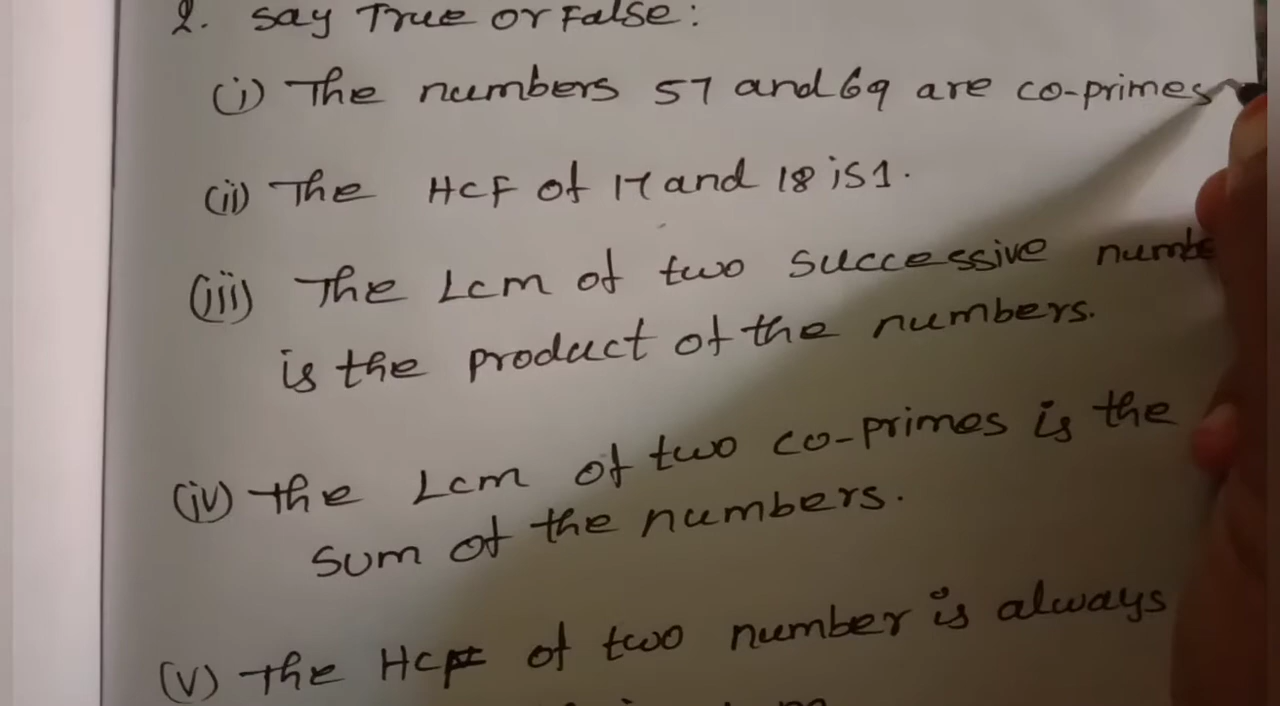 2. Say True or False:
(i) The numbers 57 and 69 are co-primes
(ii) The HCF of 17 and 18 is 1.
(iii) The Lcm of two successive numbe
is the product of the numbers.
(iv) The Lcm of two co-primes is the
sum of the numbers.
(v) The HCF of two number is always